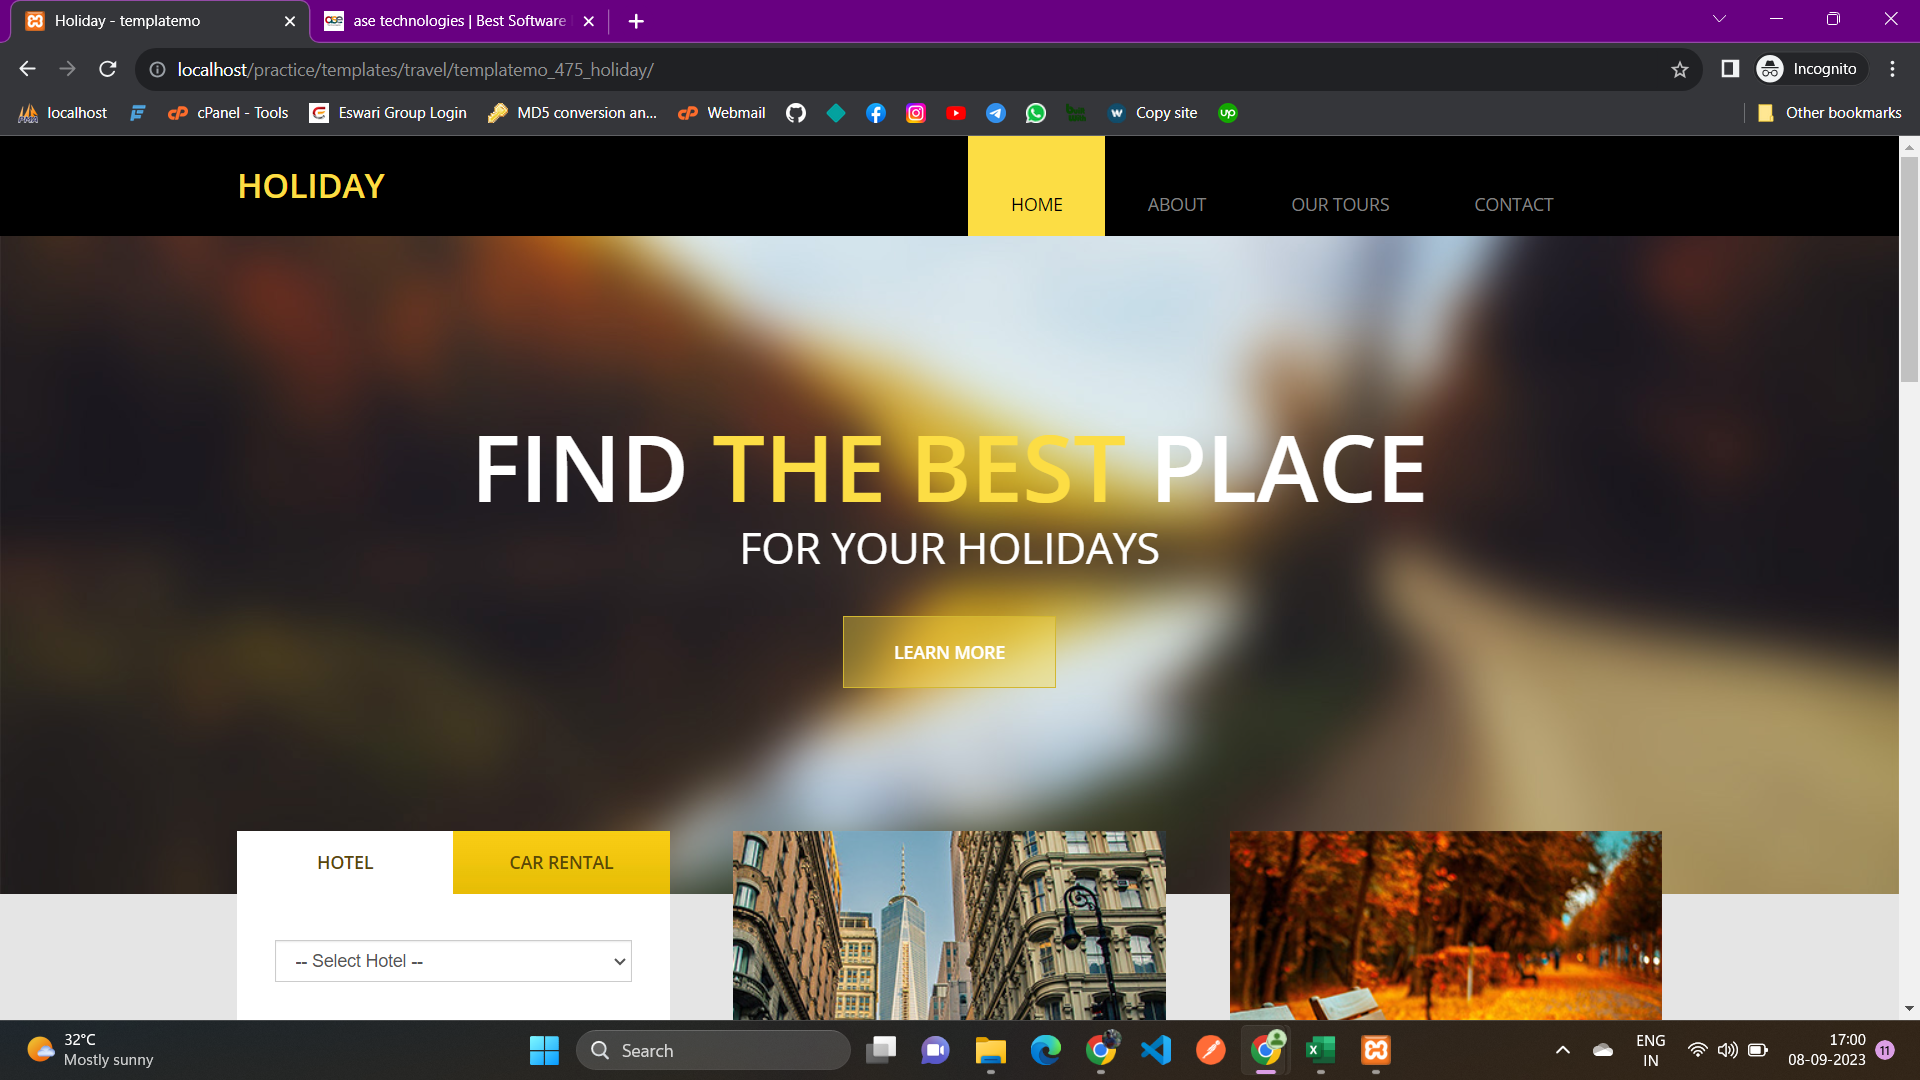 Holiday - templatemo
ase technologies | Best Software
localhost/practice/templates/travel/templatemo_475_holiday/
Incognito
localhost
cPanel - Tools
Eswari Group Login
MD5 conversion an...
Webmail
Copy site
Other bookmarks
HOLIDAY
HOME
ABOUT
OUR TOURS
CONTACT
FIND THE BEST PLACE
FOR YOUR HOLIDAYS
LEARN MORE
HOTEL
CAR RENTAL
-- Select Hotel --
32°C
Mostly sunny
Search
ENG
IN
17:00
08-09-2023
11